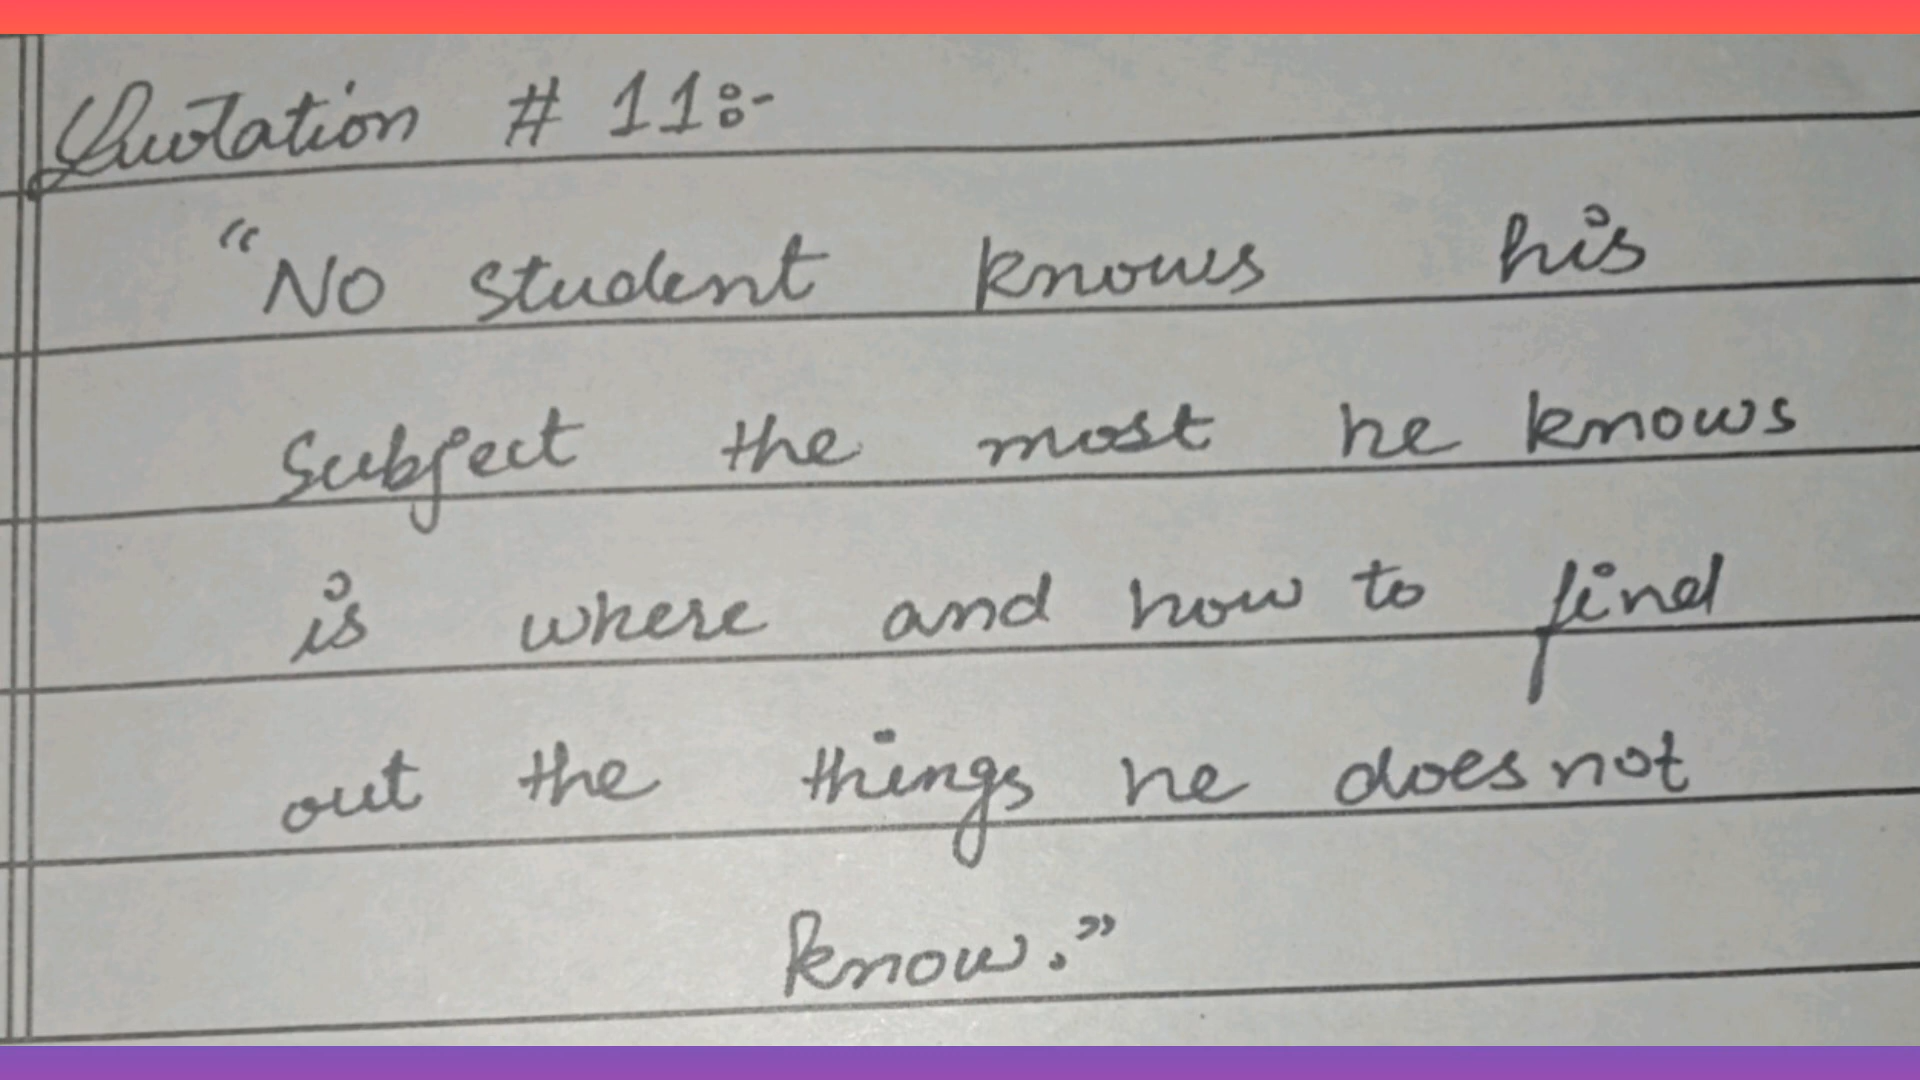 Quotation # 11:-
“No student knows his
Subject the most he knows
is where and how to find
out the things he does not
know.”